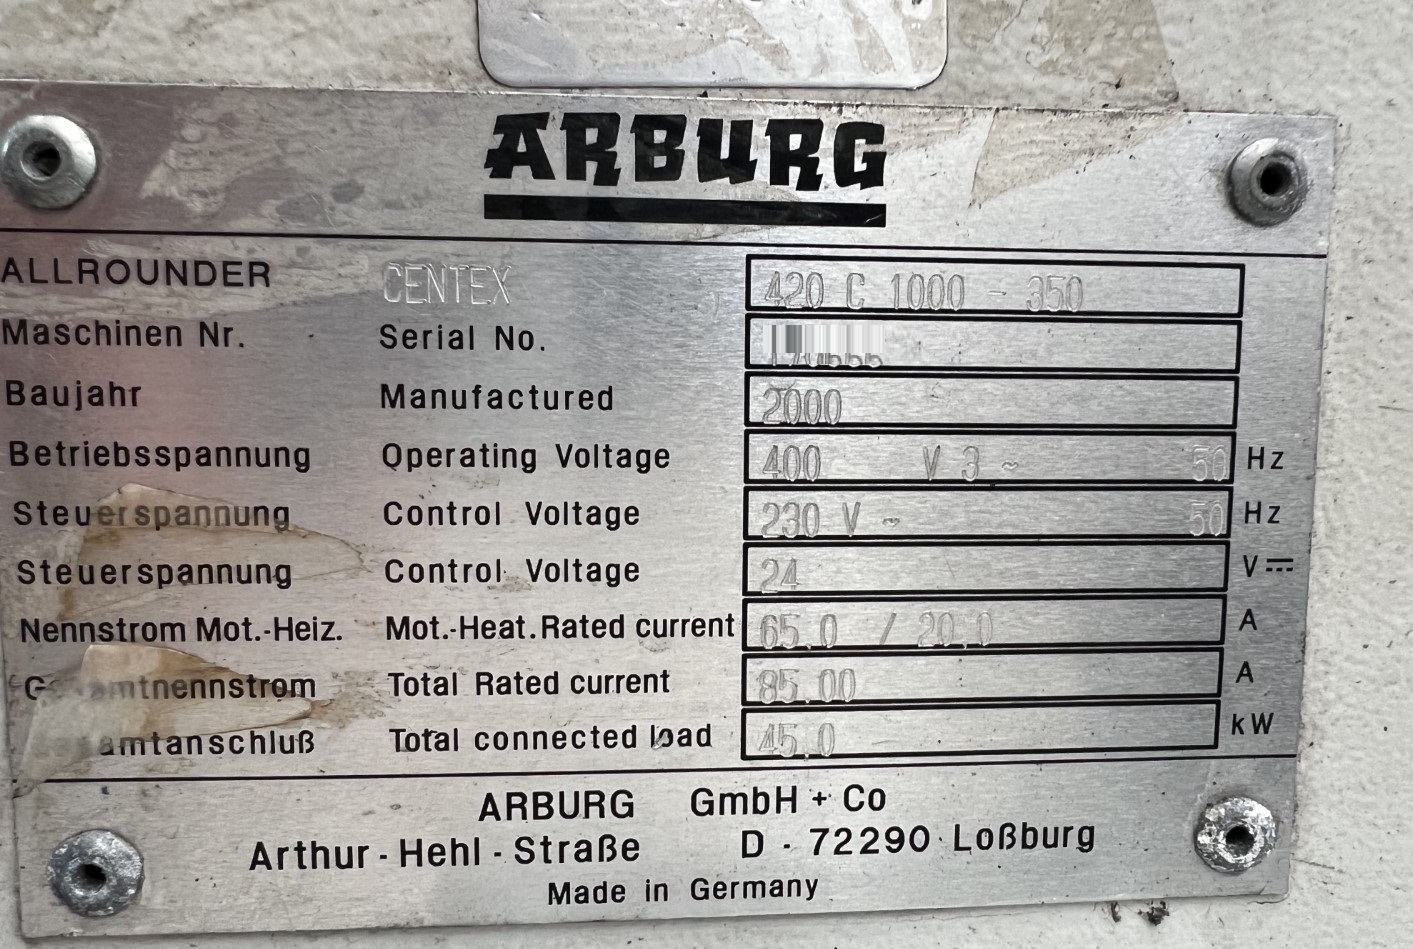 ARBURG
ALLROUNDER CENTEX 420 C 1000 - 350
Maschinen Nr. Serial No.
Baujahr Manufactured 2000
Betriebsspannung Operating Voltage 400 V 3 ~ 50 Hz
Steuerspannung Control Voltage 230 V ~ 50 Hz
Steuerspannung Control Voltage 24 V ⎓
Nennstrom Mot.-Heiz. Mot.-Heat. Rated current 65.0 / 20.0 A
Gesamtnennstrom Total Rated current 85.00 A
Gesamtanschluß Total connected load 45.0 kW
ARBURG GmbH + Co
Arthur - Hehl - Straße D - 72290 Loßburg
Made in Germany